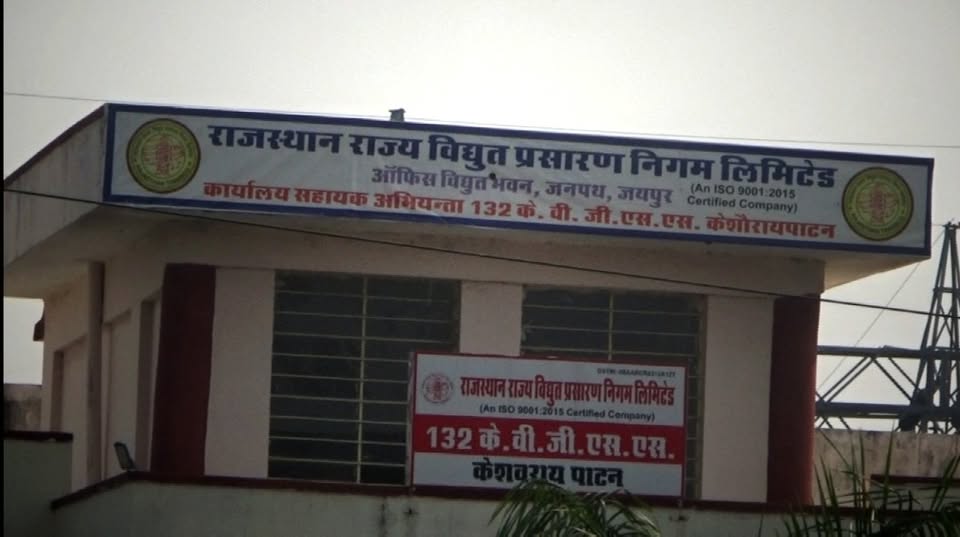 राजस्थान राज्य विद्युत प्रसारण निगम लिमिटेड
ऑफिस विद्युत भवन, जनपथ, जयपुर
(An ISO 9001:2015
Certified Company)
कार्यालय सहायक अभियन्ता 132 के. वी. जी.एस.एस. केशौरायपाटन
राजस्थान राज्य विद्युत प्रसारण निगम लिमिटेड
(An ISO 9001:2015 Certified Company)
132 के.वी.जी.एस.एस.
केशवराय पाटन